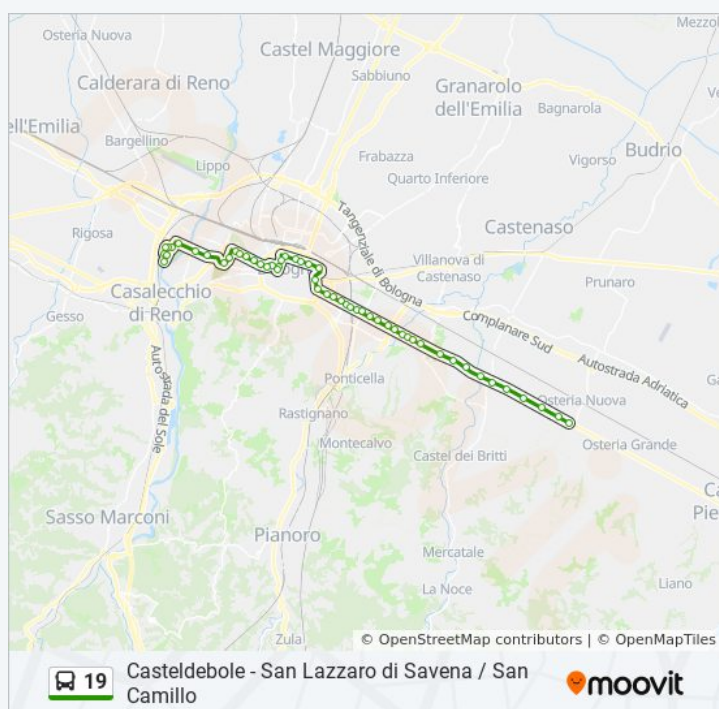 Osteria Nuova
Mezzol
Castel Maggiore
Sabbiuno
Calderara di Reno
Granarolo
dell'Emilia
Bagnarola
ell'Emilia
Bargellino
Lippo
Frabazza
Vigorso
Budrio
Quarto Inferiore
Castenaso
Rigosa
Tangenziale di Bologna
Villanova di
Castenaso
Prunaro
Casalecchio
di Reno
Gesso
Complanare Sud
Autostrada Adriatica
Ponticella
Osteria Nuova
Rastignano
Montecalvo
Castel dei Britti
Osteria Grande
Ca
Pie
Sasso Marconi
Pianoro
Mercatale
La Noce
Liano
Zula
© OpenStreetMap contributors | © OpenMapTiles
19
Casteldebole - San Lazzaro di Savena / San
Camillo
moovit